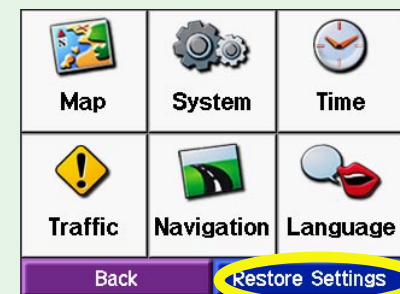 Map System Time
Traffic Navigation Language
Back Restore Settings